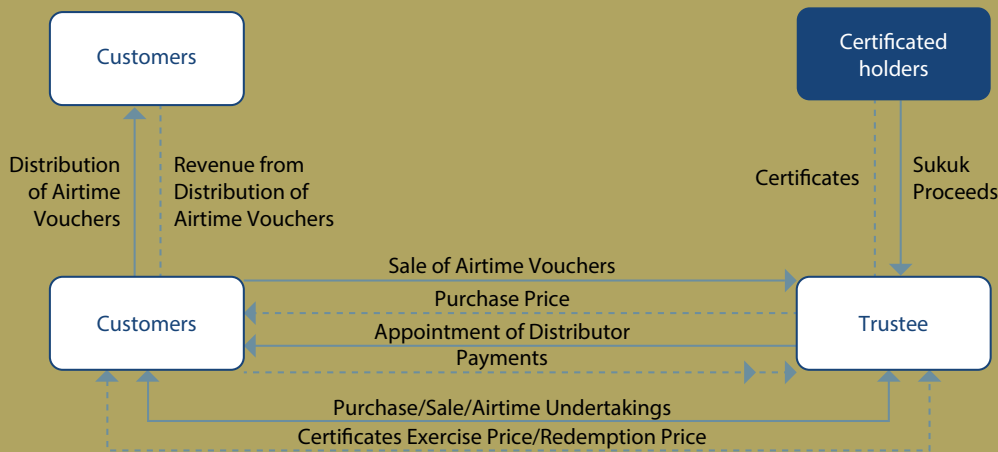 Customers
Certificated
holders
Distribution
of Airtime
Vouchers
Revenue from
Distribution of
Airtime Vouchers
Certificates
Sukuk
Proceeds
Sale of Airtime Vouchers
Purchase Price
Customers
Appointment of Distributor
Trustee
Payments
Purchase/Sale/Airtime Undertakings
Certificates Exercise Price/Redemption Price